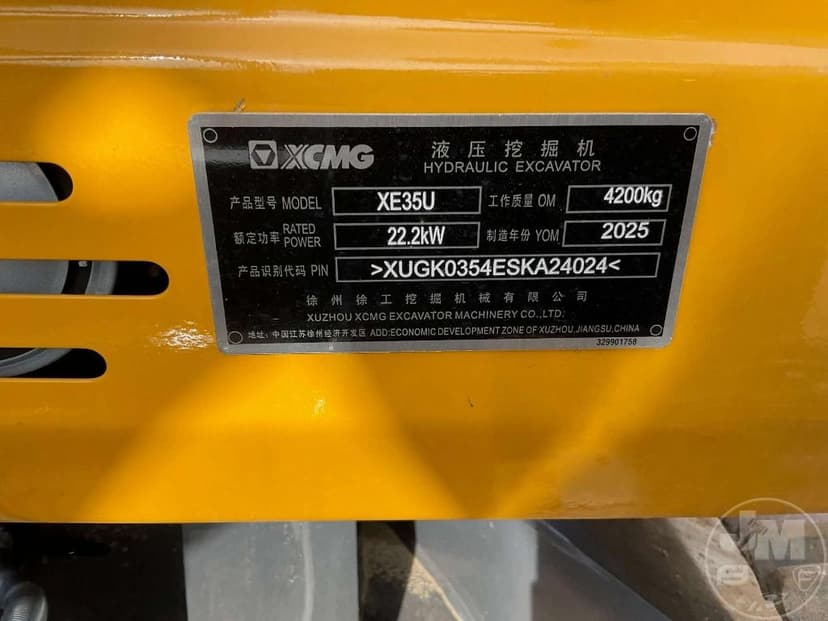 XCMG 液压挖掘机
HYDRAULIC EXCAVATOR
产品型号 MODEL XE35U 工作质量 OM 4200kg
额定功率 RATED POWER 22.2kW 制造年份 YOM 2025
产品识别代码 PIN >XUGK0354ESKA24024<
徐州徐工挖掘机械有限公司
XUZHOU XCMG EXCAVATOR MACHINERY CO.,LTD.
地址: 中国江苏徐州经济开发区 ADD:ECONOMIC DEVELOPMENT ZONE OF XUZHOU,JIANGSU,CHINA
329901758
JM